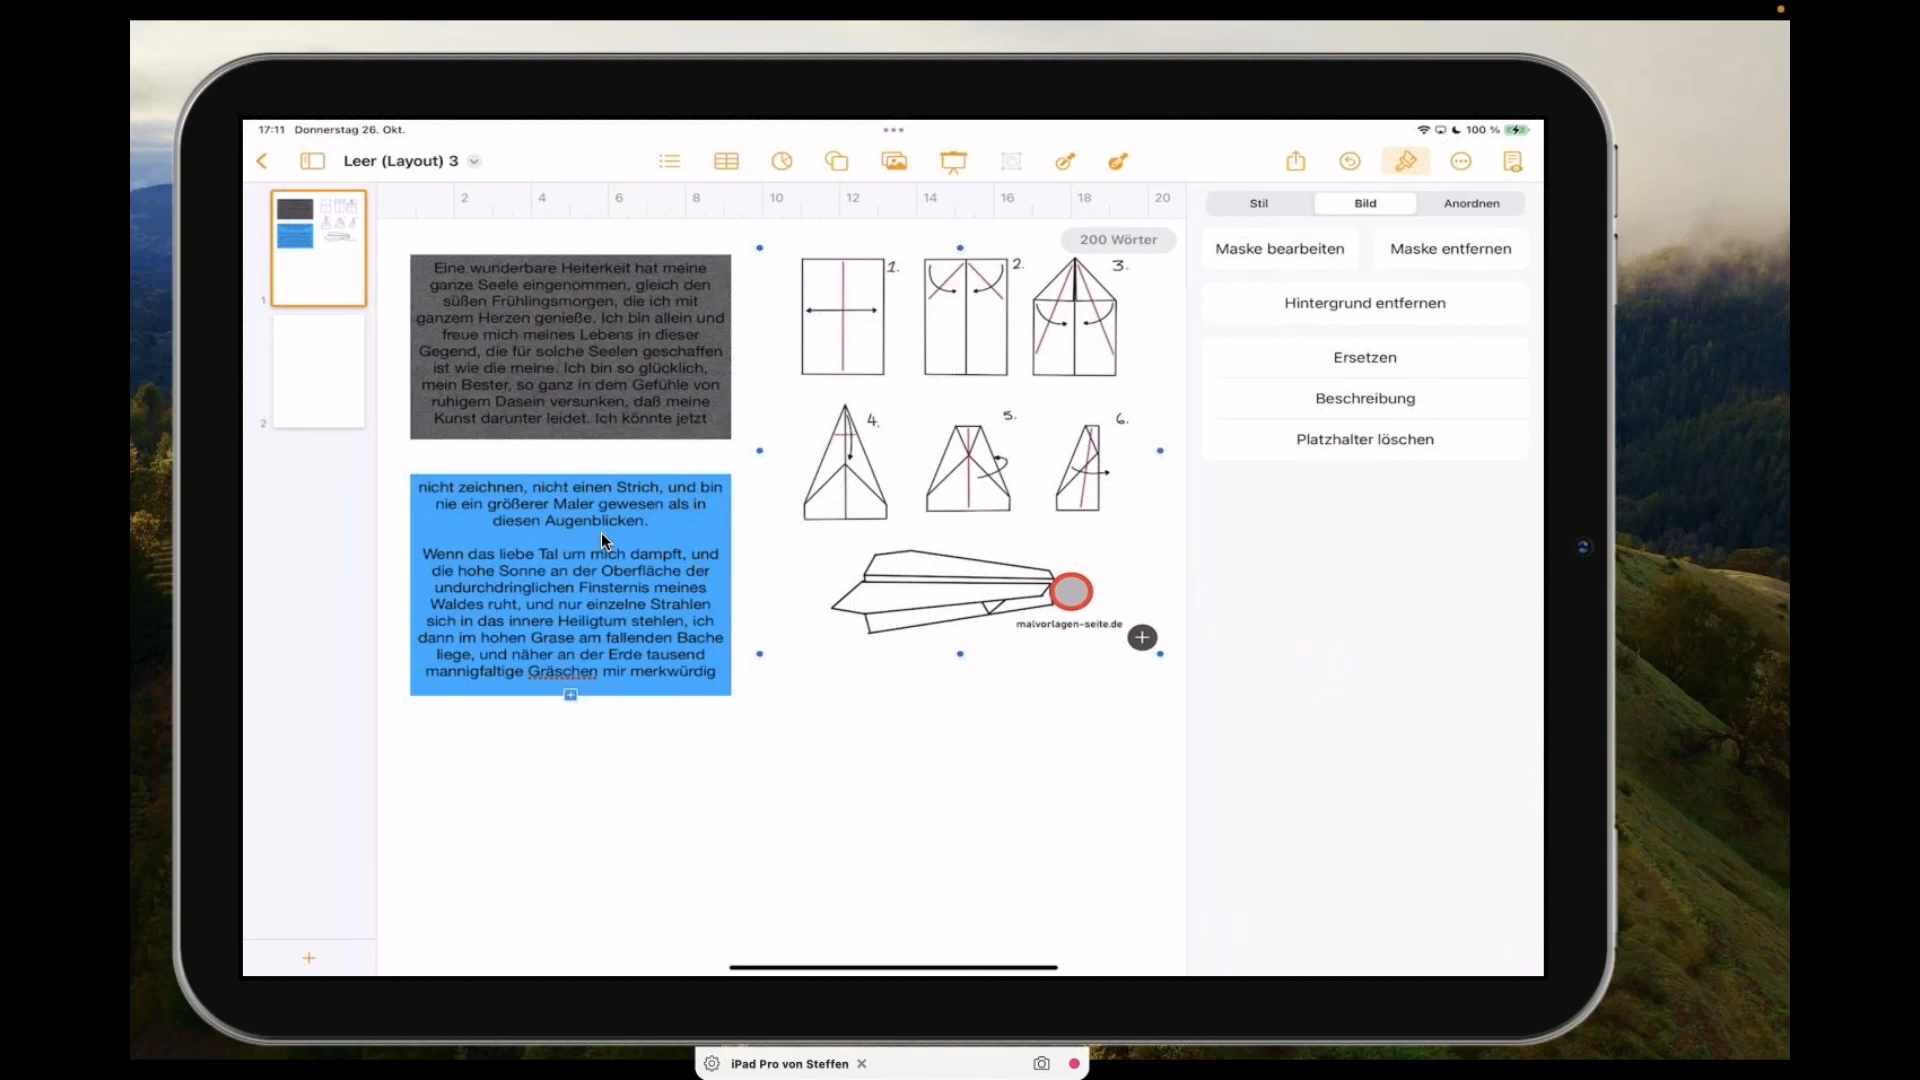 17:11 Donnerstag 26. Okt.
100 %
Leer (Layout) 3
2 4 6 8 10 12 14 16 18 20
Stil Bild Anordnen
200 Wörter
Maske bearbeiten Maske entfernen
Hintergrund entfernen
Ersetzen
Beschreibung
Platzhalter löschen
1
2
Eine wunderbare Heiterkeit hat meine
ganze Seele eingenommen, gleich den
süßen Frühlingsmorgen, die ich mit
ganzem Herzen genieße. Ich bin allein und
freue mich meines Lebens in dieser
Gegend, die für solche Seelen geschaffen
ist wie die meine. Ich bin so glücklich,
mein Bester, so ganz in dem Gefühle von
ruhigem Dasein versunken, daß meine
Kunst darunter leidet. Ich könnte jetzt
nicht zeichnen, nicht einen Strich, und bin
nie ein größerer Maler gewesen als in
diesen Augenblicken.
Wenn das liebe Tal um mich dampft, und
die hohe Sonne an der Oberfläche der
undurchdringlichen Finsternis meines
Waldes ruht, und nur einzelne Strahlen
sich in das innere Heiligtum stehlen, ich
dann im hohen Grase am fallenden Bache
liege, und näher an der Erde tausend
mannigfaltige Gräschen mir merkwürdig
1. 2. 3.
4. 5. 6.
malvorlagen-seite.de
iPad Pro von Steffen